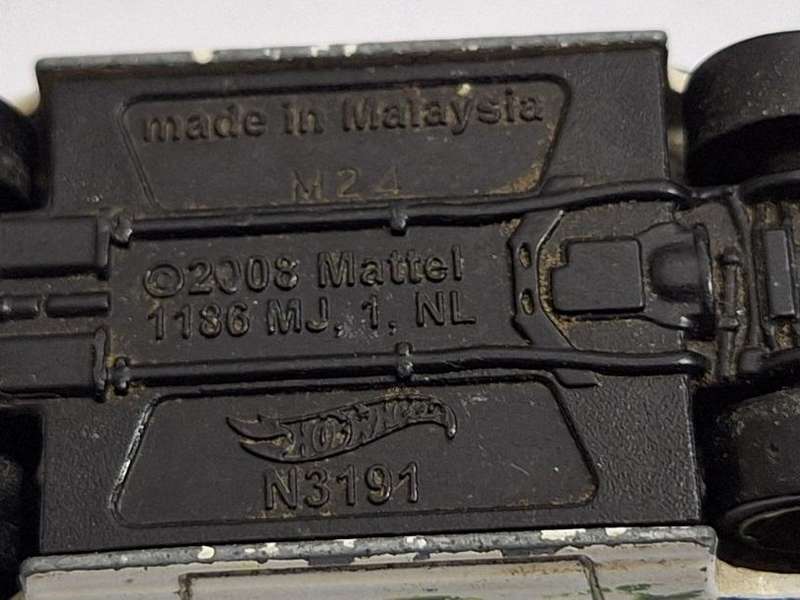 made in Malaysia
M24
©2008 Mattel
1186 MJ, 1, NL
HOT WHEELS
N3191